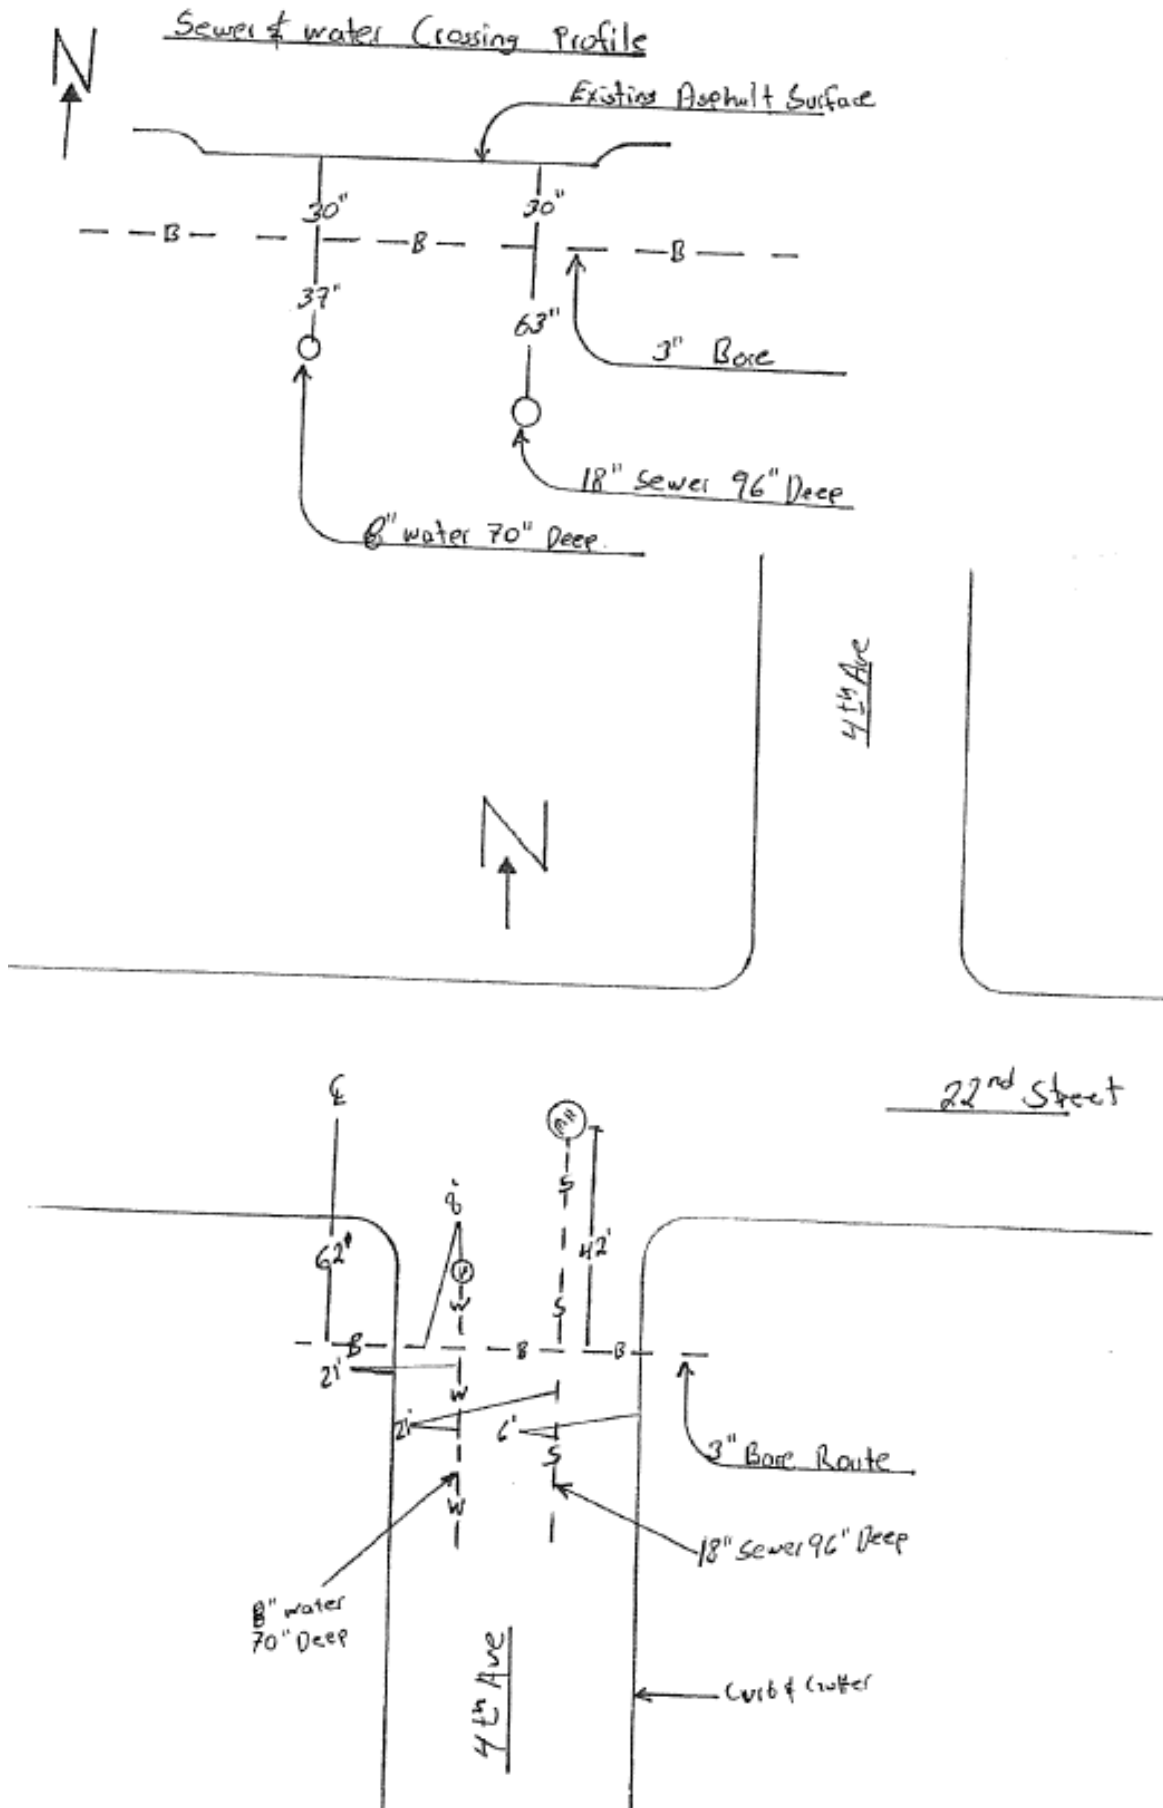 Sewer & water Crossing Profile
N
Existing Asphalt Surface
30" 30"
B B B
37"
63"
3" Bore
18" Sewer 96" Deep
8" water 70" Deep.
4th Ave
N
22nd Street
℄
MH
8'
S
62'
42'
V
W S
B B B
21'
W
21' 6'
S
3" Bore Route
W
18" Sewer 96" Deep
8" water
70" Deep
4th Ave
Curb & Gutter